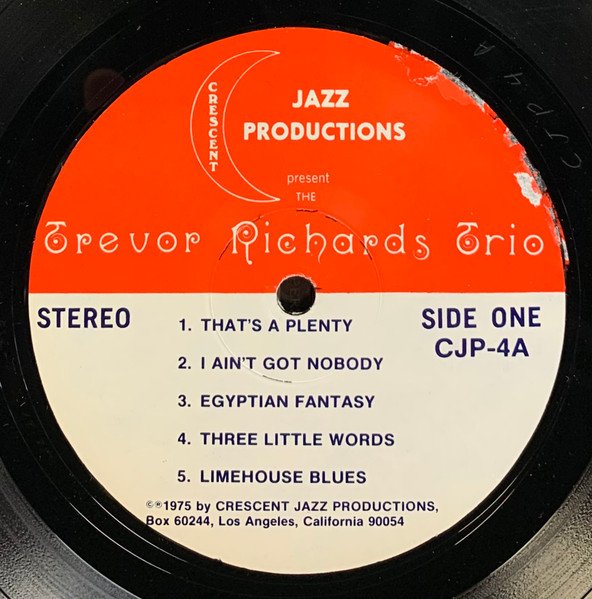 CRESCENT
JAZZ
PRODUCTIONS
present
THE
Trevor Richards Trio
STEREO
SIDE ONE
CJP-4A
1. THAT'S A PLENTY
2. I AIN'T GOT NOBODY
3. EGYPTIAN FANTASY
4. THREE LITTLE WORDS
5. LIMEHOUSE BLUES
©℗1975 by CRESCENT JAZZ PRODUCTIONS,
Box 60244, Los Angeles, California 90054
CJP 4 A